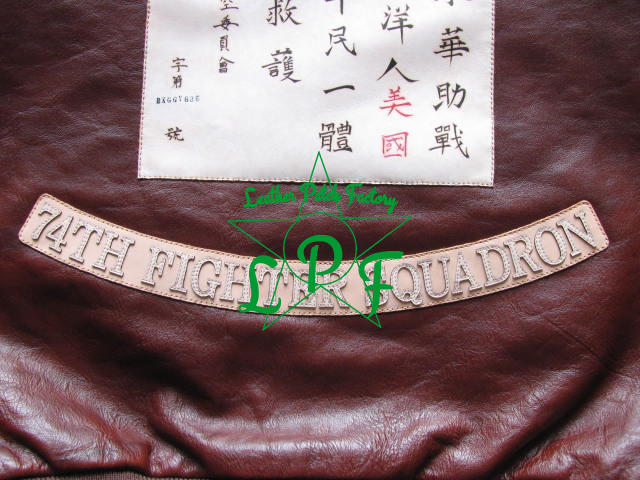 華助戰
洋人美國
民一體
救護
委員會
字第
號
Leather Patch Factory
LPF
74TH FIGHTER SQUADRON